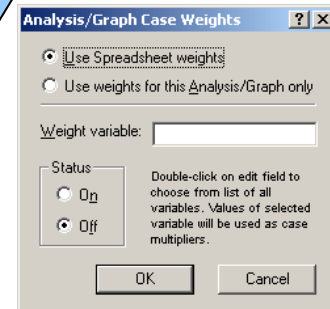 Analysis/Graph Case Weights
Use Spreadsheet weights
Use weights for this Analysis/Graph only
Weight variable:
Status
On
Off
Double-click on edit field to
choose from list of all
variables. Values of selected
variable will be used as case
multipliers.
OK
Cancel